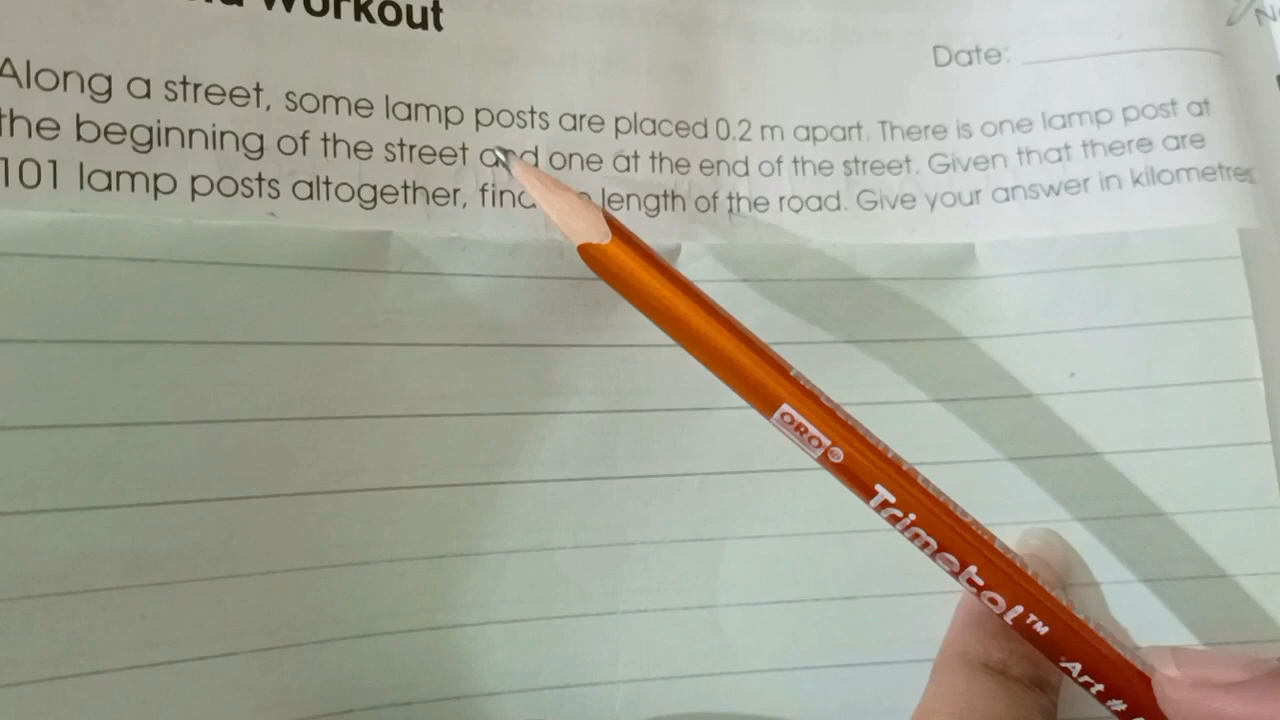 Workout
Date:
Along a street, some lamp posts are placed 0.2 m apart. There is one lamp post at
the beginning of the street and one at the end of the street. Given that there are
101 lamp posts altogether, find length of the road. Give your answer in kilometres
ORO®
Trimetal™
Art #